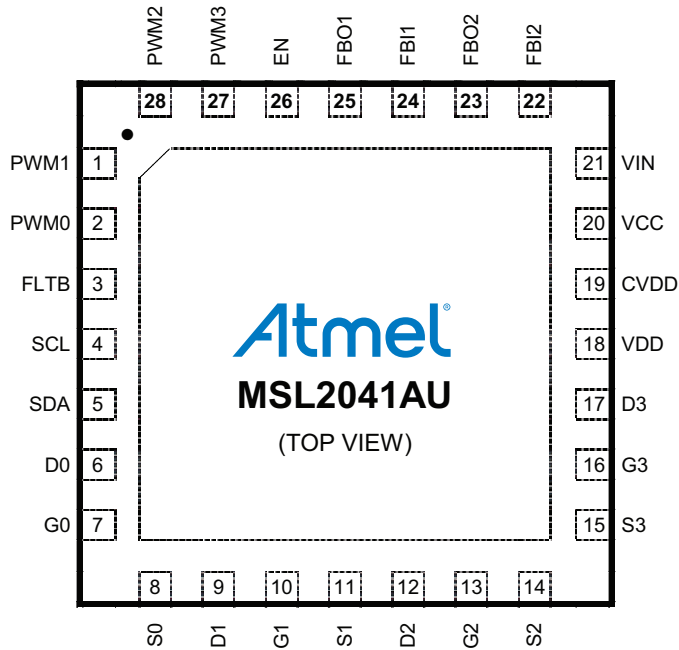 PWM2 PWM3 EN FBO1 FBI1 FBO2 FBI2
28 27 26 25 24 23 22
PWM1 1 21 VIN
PWM0 2 20 VCC
FLTB 3 19 CVDD
SCL 4 18 VDD
SDA 5 17 D3
D0 6 16 G3
G0 7 15 S3
Atmel®
MSL2041AU
(TOP VIEW)
8 9 10 11 12 13 14
S0 D1 G1 S1 D2 G2 S2